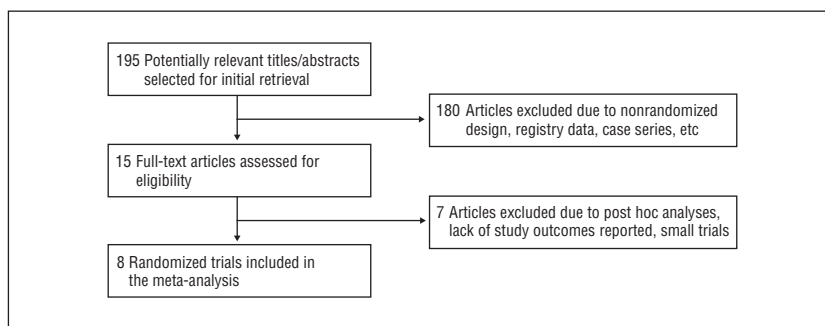 195 Potentially relevant titles/abstracts
selected for initial retrieval
180 Articles excluded due to nonrandomized
design, registry data, case series, etc
15 Full-text articles assessed for
eligibility
7 Articles excluded due to post hoc analyses,
lack of study outcomes reported, small trials
8 Randomized trials included in
the meta-analysis